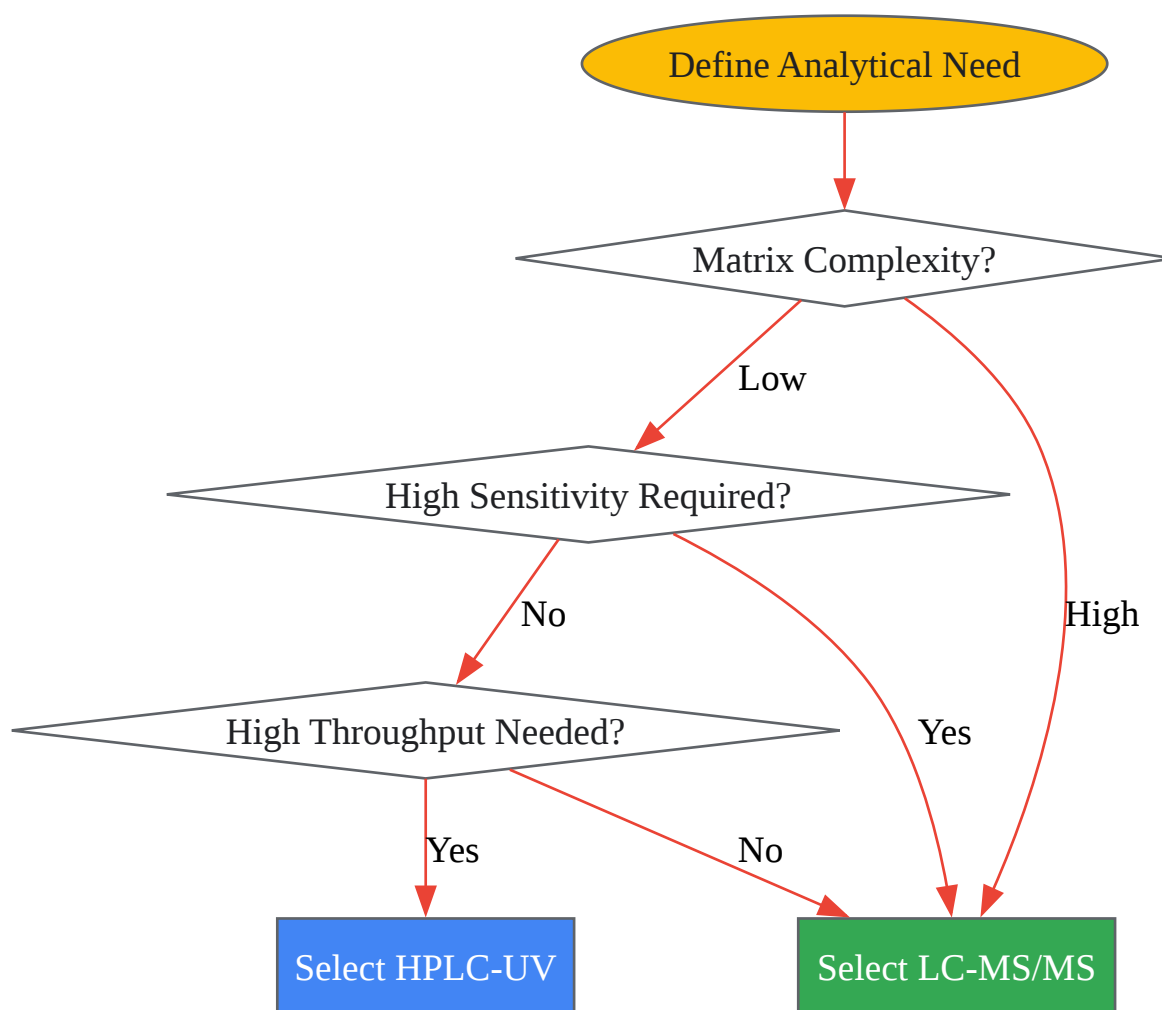 Define Analytical Need
Matrix Complexity?
Low
High Sensitivity Required?
No
High
High Throughput Needed?
Yes
Yes
No
Select HPLC-UV
Select LC-MS/MS